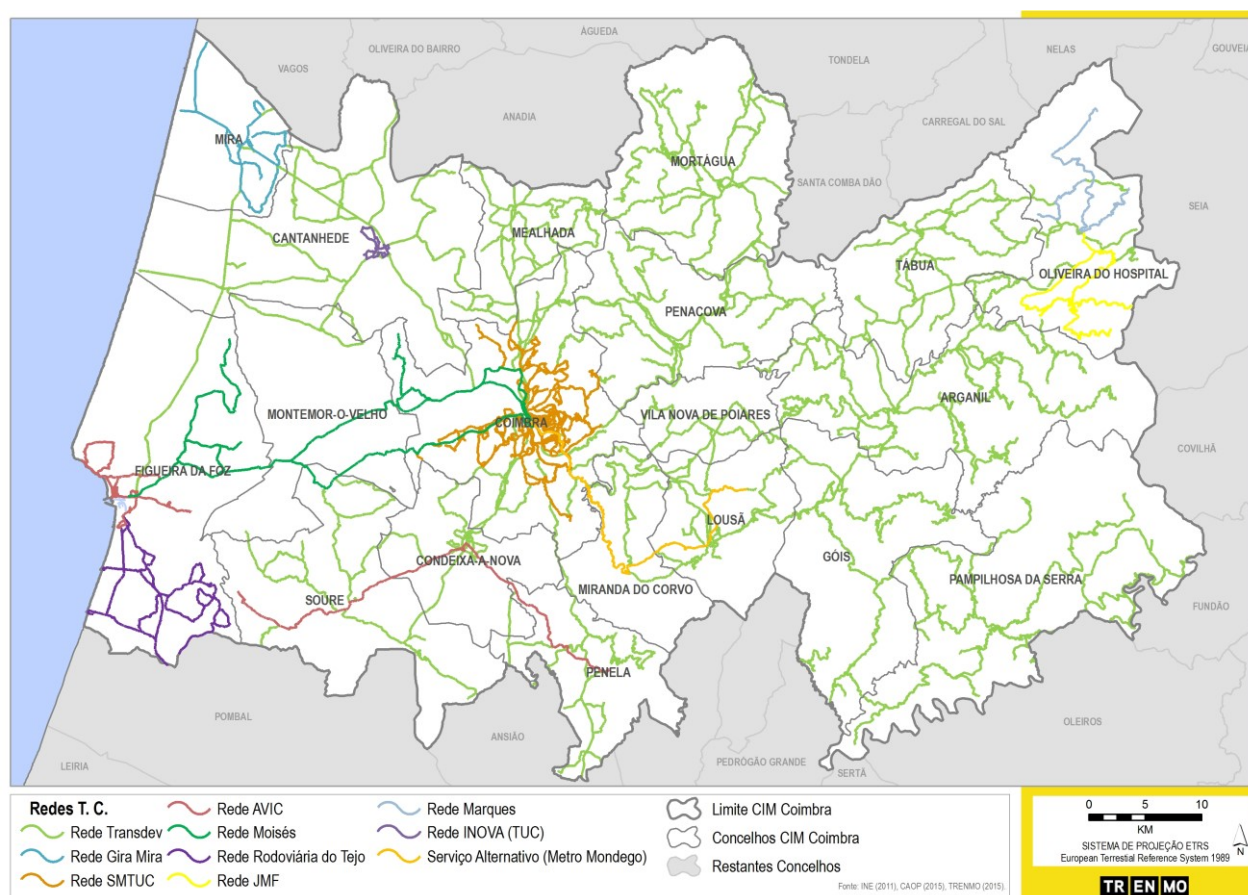 ÁGUEDA
OLIVEIRA DO BAIRRO
NELAS
GOUVEIA
VAGOS
TONDELA
ANADIA
CARREGAL DO SAL
MIRA
MORTÁGUA
SANTA COMBA DÃO
SEIA
CANTANHEDE
MEALHADA
TÁBUA
OLIVEIRA DO HOSPITAL
PENACOVA
ARGANIL
MONTEMOR-O-VELHO
VILA NOVA DE POIARES
COIMBRA
COVILHÃ
FIGUEIRA DA FOZ
LOUSÃ
CONDEIXA-A-NOVA
GÓIS
PAMPILHOSA DA SERRA
MIRANDA DO CORVO
SOURE
FUNDÃO
PENELA
POMBAL
ANSIÃO
OLEIROS
PEDRÓGÃO GRANDE
LEIRIA
SERTÃ
Redes T. C.
Rede Transdev
Rede Gira Mira
Rede SMTUC
Rede AVIC
Rede Moisés
Rede Rodoviária do Tejo
Rede JMF
Rede Marques
Rede INOVA (TUC)
Serviço Alternativo (Metro Mondego)
Limite CIM Coimbra
Concelhos CIM Coimbra
Restantes Concelhos
Fonte: INE (2011), CAOP (2015), TRENMO (2015).
0 5 10
KM
SISTEMA DE PROJEÇÃO ETRS
European Terrestial Reference System 1989
N
TRENMO